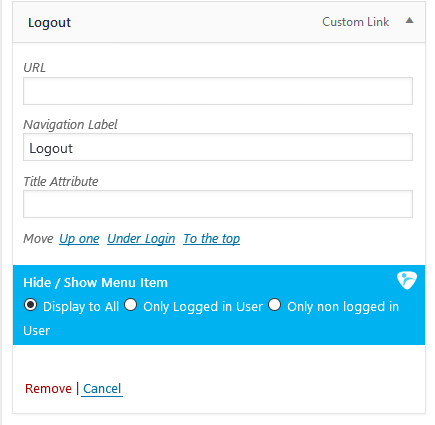 Logout Custom Link
URL
Navigation Label
Logout
Title Attribute
Move Up one Under Login To the top
Hide / Show Menu Item
Display to All Only Logged in User Only non logged in
User
Remove | Cancel